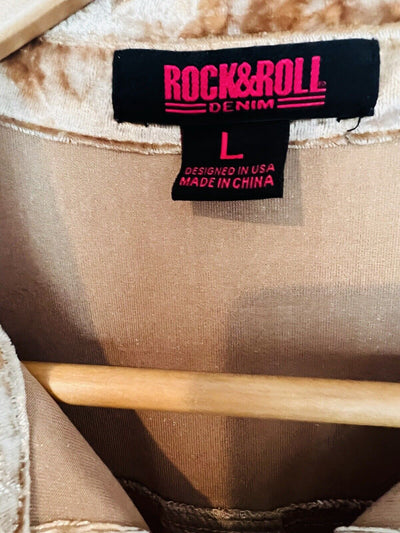 ROCK&ROLL
DENIM
L
DESIGNED IN USA
MADE IN CHINA